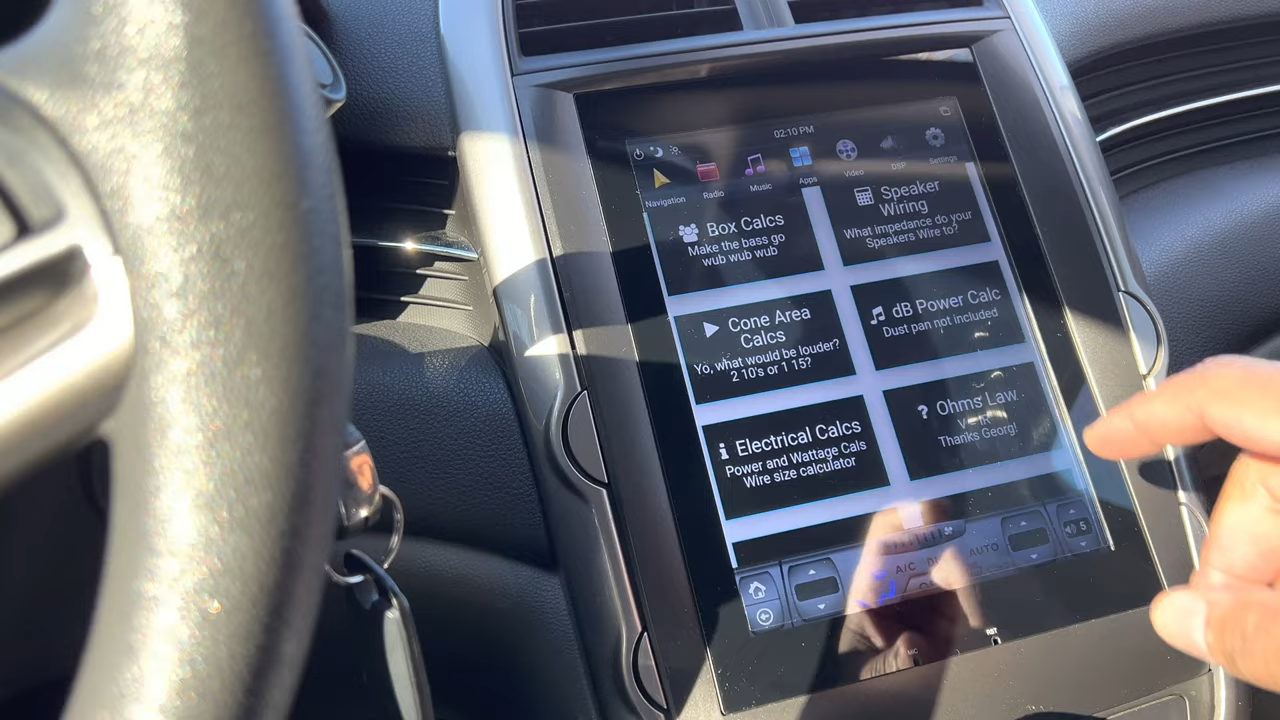 02:10 PM
Navigation
Radio
Music
Apps
Video
DSP
Settings
Box Calcs
Make the bass go
wub wub wub
Speaker
Wiring
What impedance do your
Speakers Wire to?
Cone Area
Calcs
Yo, what would be louder?
2 10's or 1 15?
dB Power Calc
Dust pan not included
Electrical Calcs
Power and Wattage Cals
Wire size calculator
? Ohms Law
Thanks Georg!
A/C
AUTO
5
MIC
RST